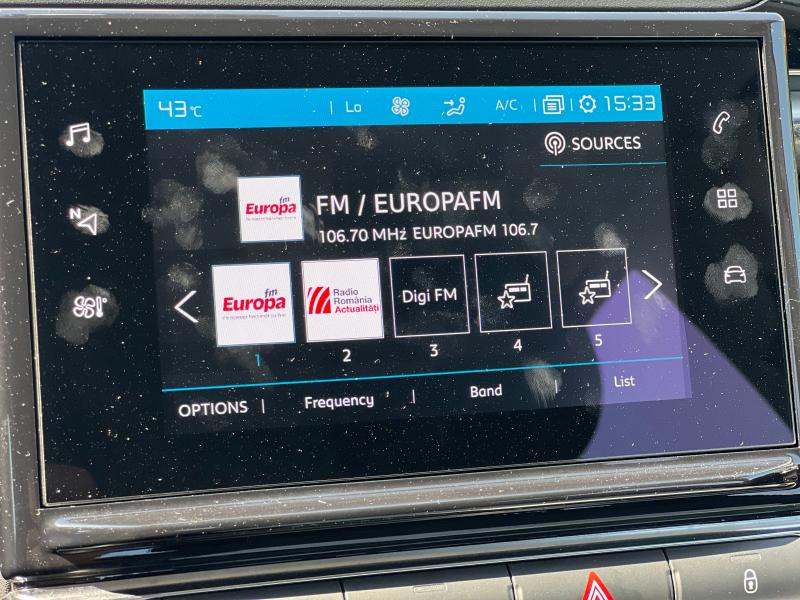 43°C Lo A/C 15:33
SOURCES
Europa fm
FM / EUROPAFM
106.70 MHz EUROPAFM 106.7
Europa fm
Radio România Actualităţi
Digi FM
1 2 3 4 5
OPTIONS | Frequency | Band | List
N